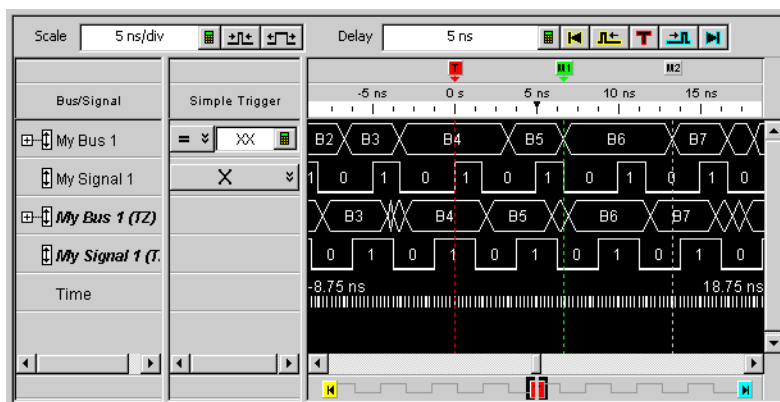 Scale 5 ns/div Delay 5 ns T
T M1 M2
Bus/Signal Simple Trigger -5 ns 0 s 5 ns 10 ns 15 ns
My Bus 1 = XX B2 B3 B4 B5 B6 B7
My Signal 1 X 1 0 1 0 1 0 1 0 1 0 1 0
My Bus 1 (TZ) B3 B4 B5 B6 B7
My Signal 1 (T. 0 1 0 1 0 1 0 1 0 1 0
Time -8.75 ns 18.75 ns